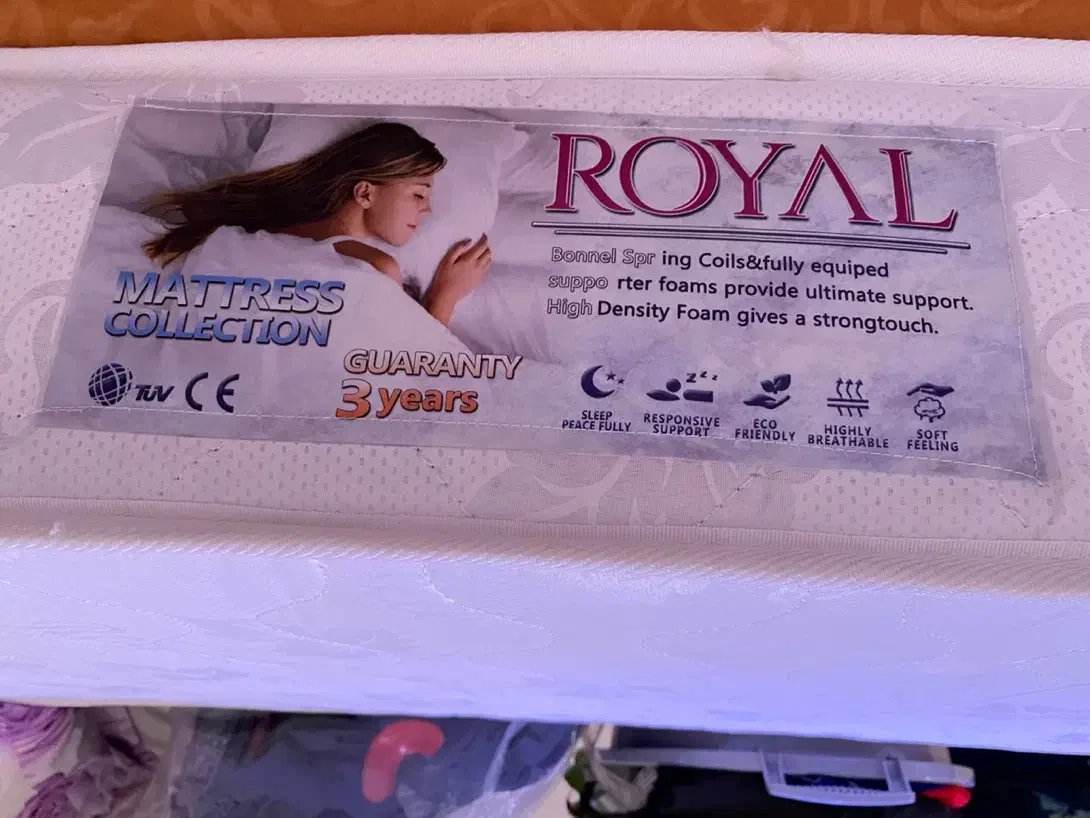 ROYAL
Bonnel Spr ing Coils&fully equiped
suppo rter foams provide ultimate support.
High Density Foam gives a strongtouch.
MATTRESS
COLLECTION
GUARANTY
3 years
TÜV CE
zzz
SLEEP
PEACE FULLY
RESPONSIVE
SUPPORT
ECO
FRIENDLY
HIGHLY
BREATHABLE
SOFT
FEELING